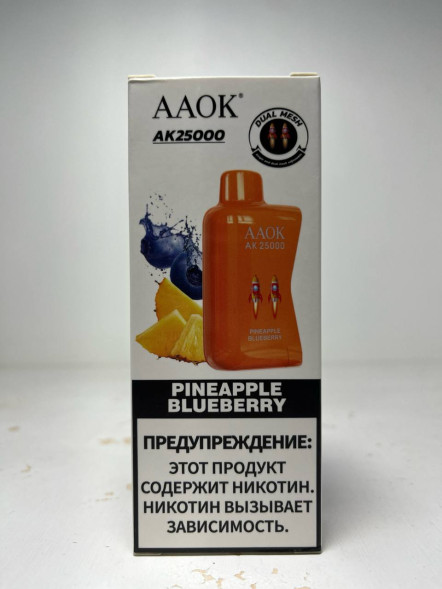 AAOK®
AK25000
DUAL MESH
AAOK
AK 25000
PINEAPPLE
BLUEBERRY
PINEAPPLE
BLUEBERRY
ПРЕДУПРЕЖДЕНИЕ:
ЭТОТ ПРОДУКТ
СОДЕРЖИТ НИКОТИН.
НИКОТИН ВЫЗЫВАЕТ
ЗАВИСИМОСТЬ.